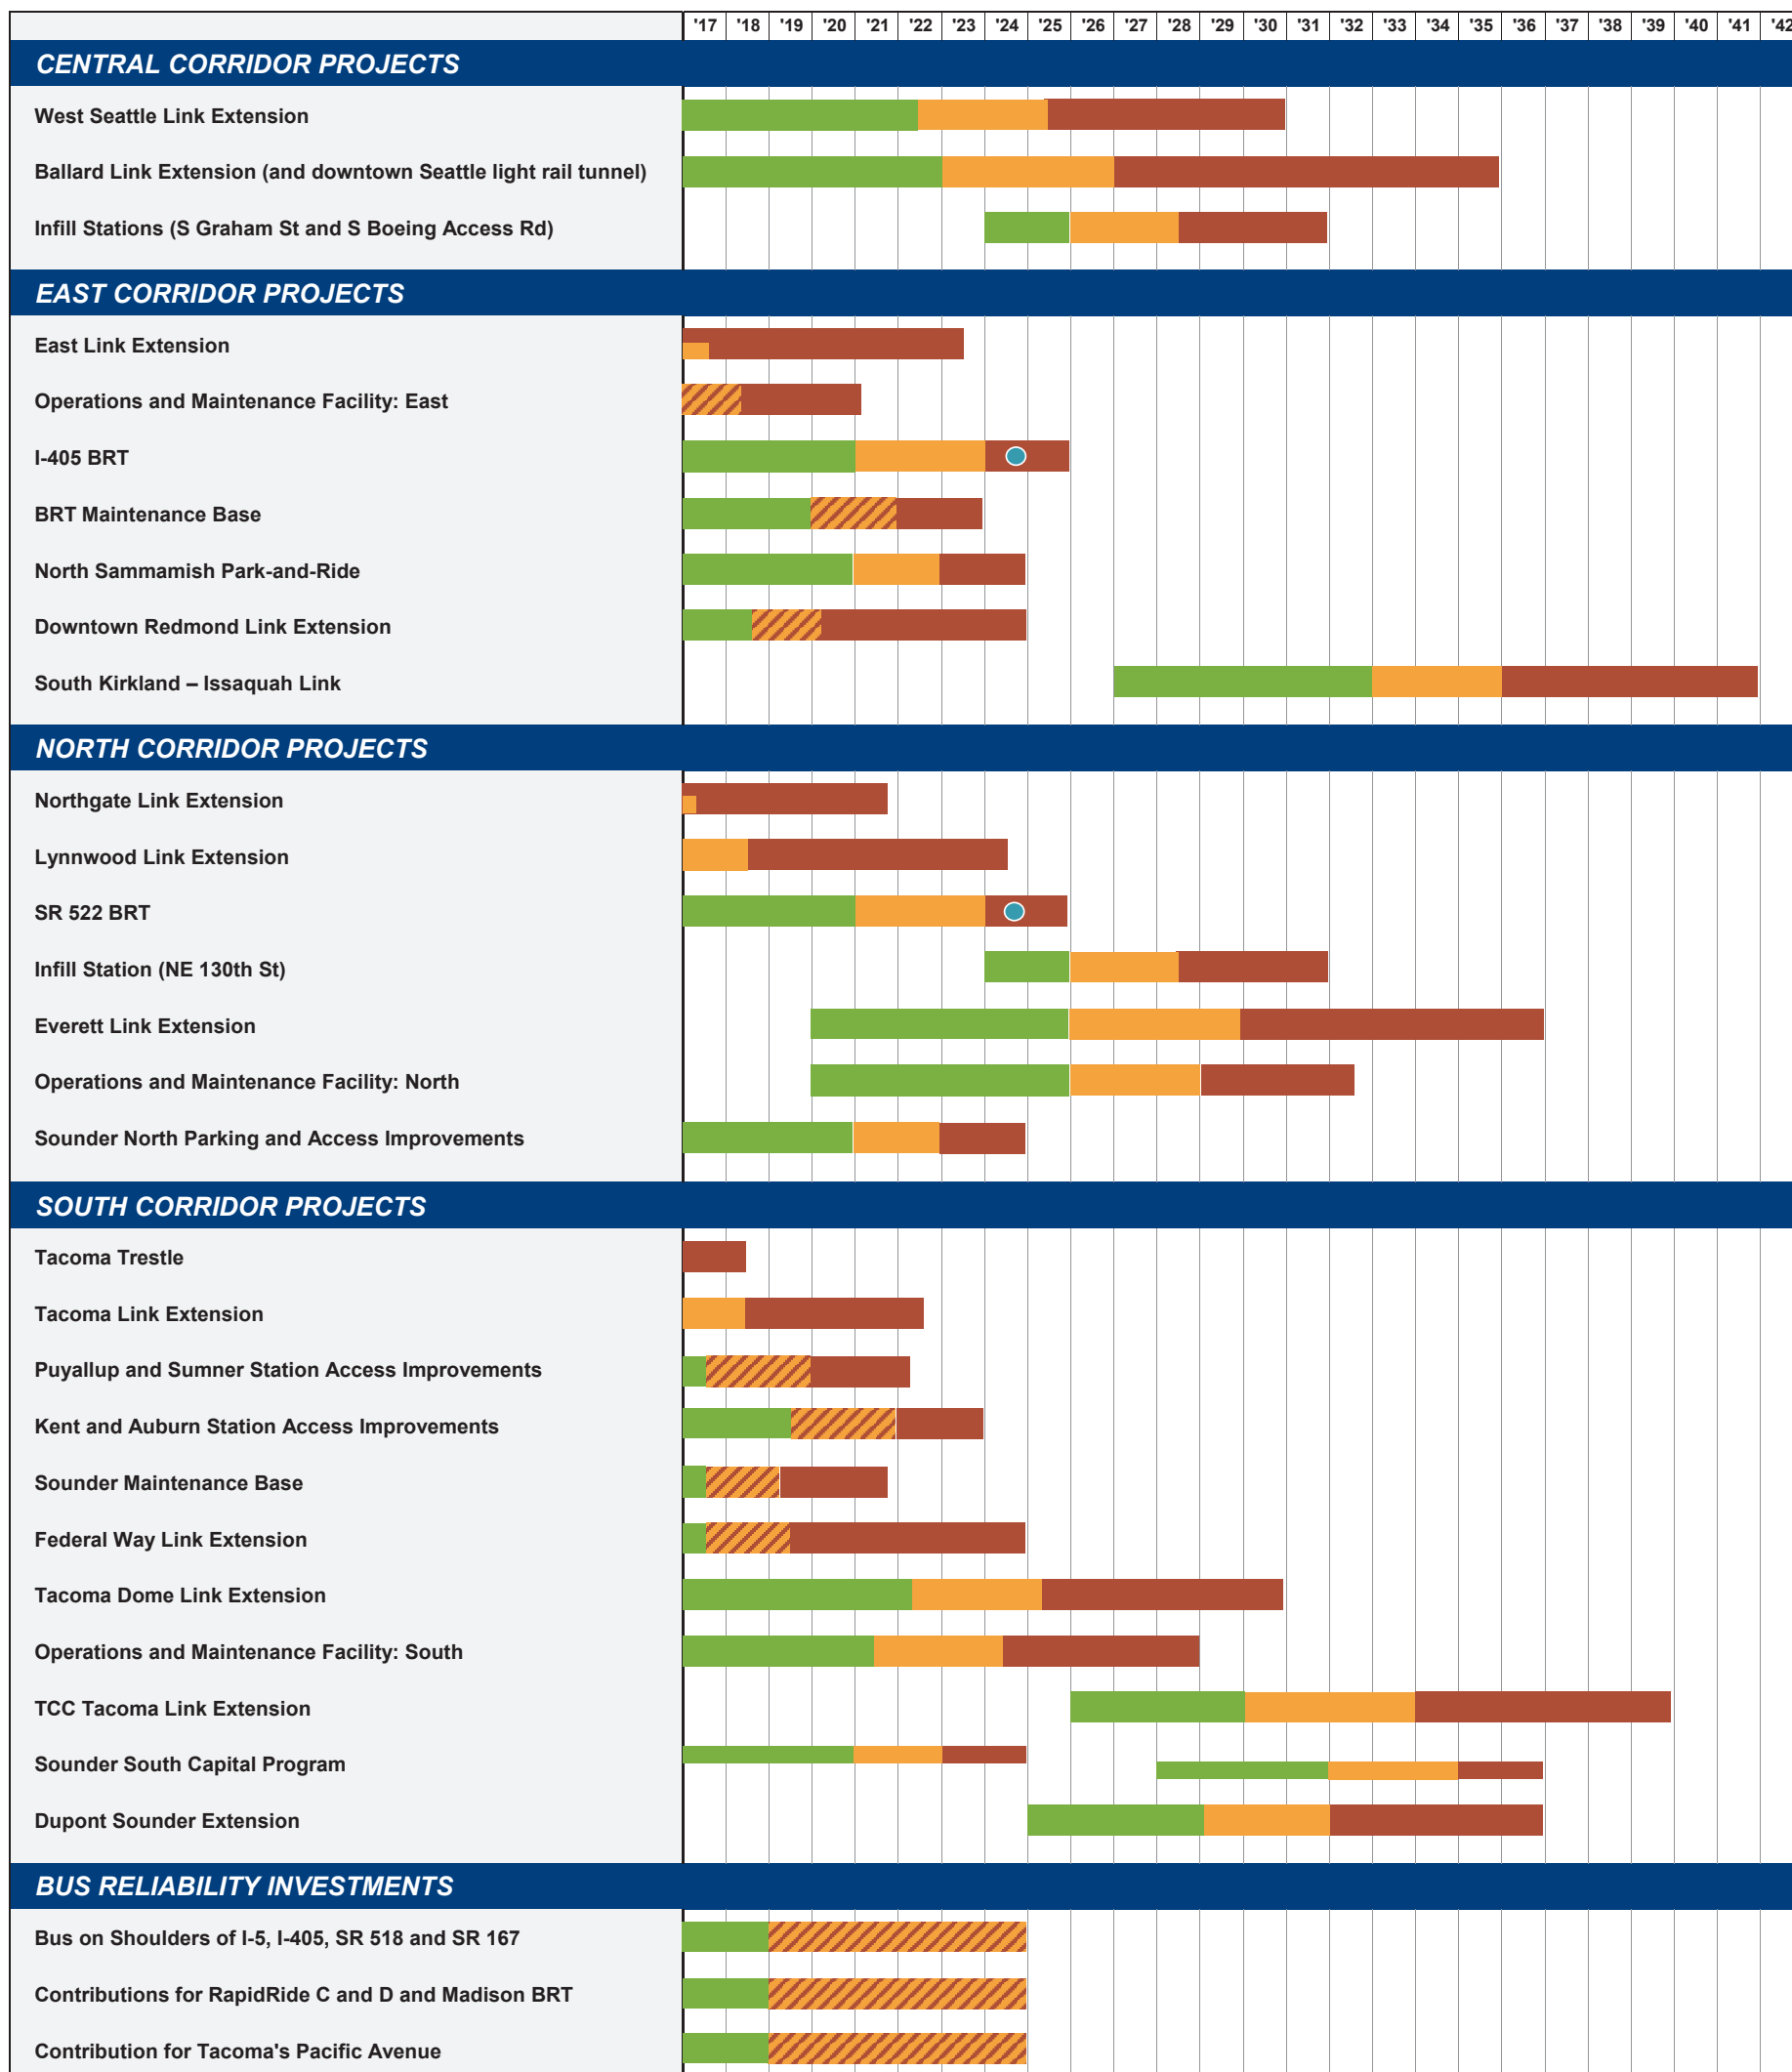 '17 '18 '19 '20 '21 '22 '23 '24 '25 '26 '27 '28 '29 '30 '31 '32 '33 '34 '35 '36 '37 '38 '39 '40 '41 '42
CENTRAL CORRIDOR PROJECTS
West Seattle Link Extension
Ballard Link Extension (and downtown Seattle light rail tunnel)
Infill Stations (S Graham St and S Boeing Access Rd)
EAST CORRIDOR PROJECTS
East Link Extension
Operations and Maintenance Facility: East
I-405 BRT
BRT Maintenance Base
North Sammamish Park-and-Ride
Downtown Redmond Link Extension
South Kirkland – Issaquah Link
NORTH CORRIDOR PROJECTS
Northgate Link Extension
Lynnwood Link Extension
SR 522 BRT
Infill Station (NE 130th St)
Everett Link Extension
Operations and Maintenance Facility: North
Sounder North Parking and Access Improvements
SOUTH CORRIDOR PROJECTS
Tacoma Trestle
Tacoma Link Extension
Puyallup and Sumner Station Access Improvements
Kent and Auburn Station Access Improvements
Sounder Maintenance Base
Federal Way Link Extension
Tacoma Dome Link Extension
Operations and Maintenance Facility: South
TCC Tacoma Link Extension
Sounder South Capital Program
Dupont Sounder Extension
BUS RELIABILITY INVESTMENTS
Bus on Shoulders of I-5, I-405, SR 518 and SR 167
Contributions for RapidRide C and D and Madison BRT
Contribution for Tacoma's Pacific Avenue